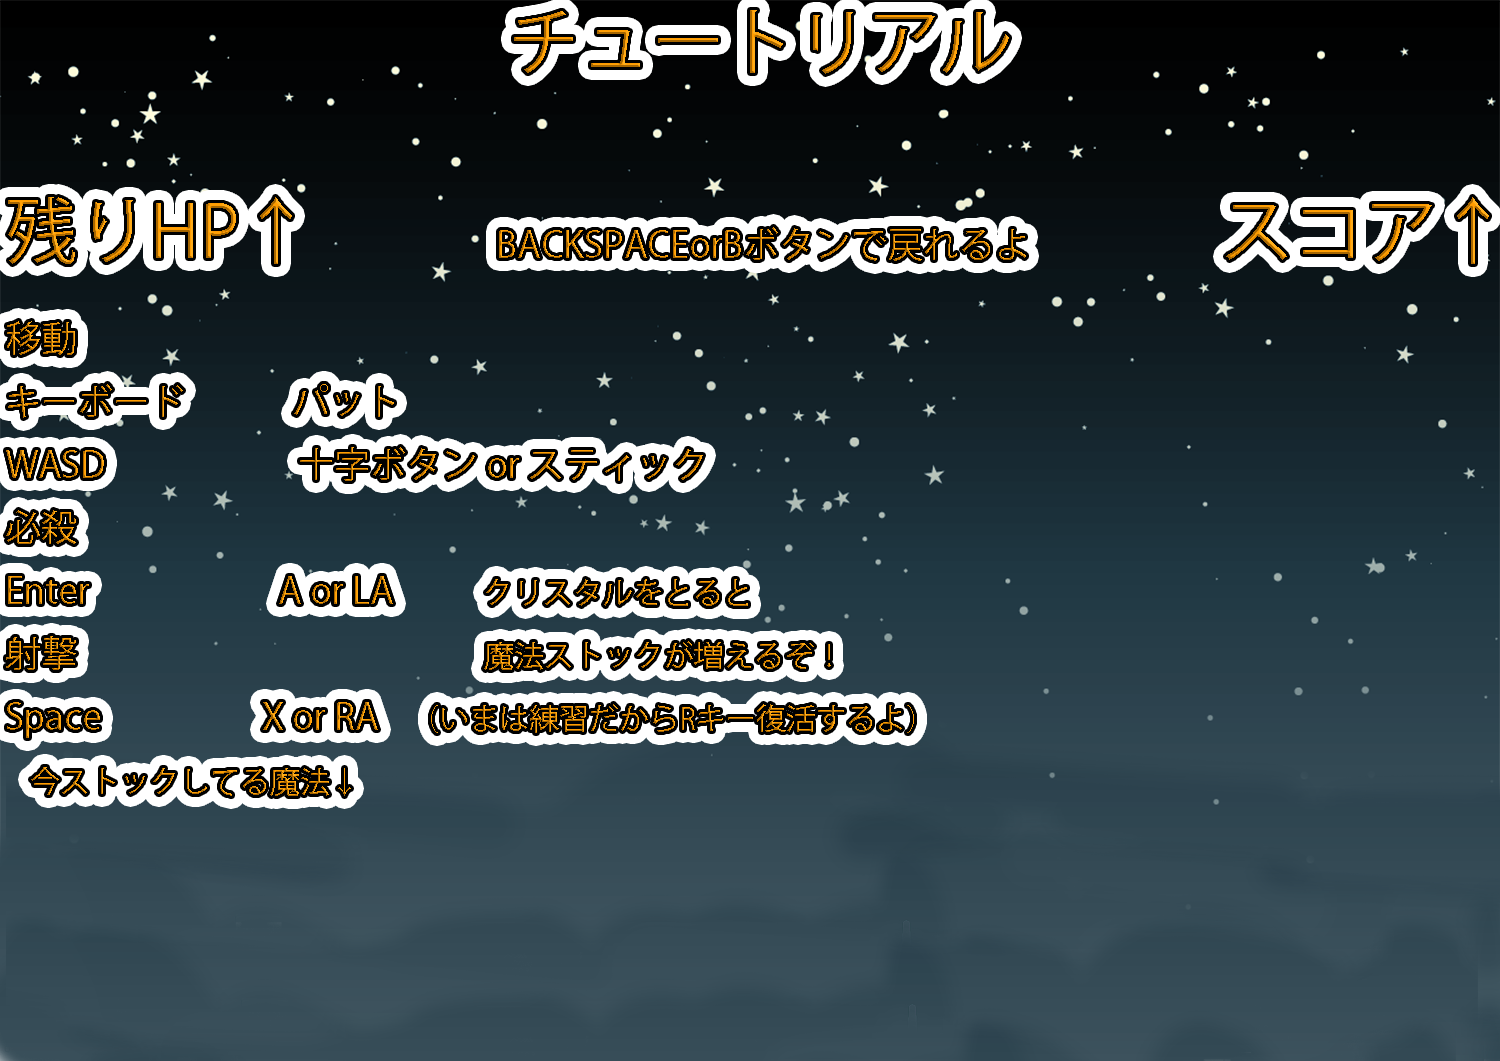 チュートリアル
残りHP↑ BACKSPACEorBボタンで戻れるよ スコア↑
移動
キーボード パット
WASD 十字ボタン or スティック
必殺
Enter A or LA クリスタルをとると
射撃 魔法ストックが増えるぞ！
Space X or RA (いまは練習だからRキー復活するよ)
今ストックしてる魔法↓